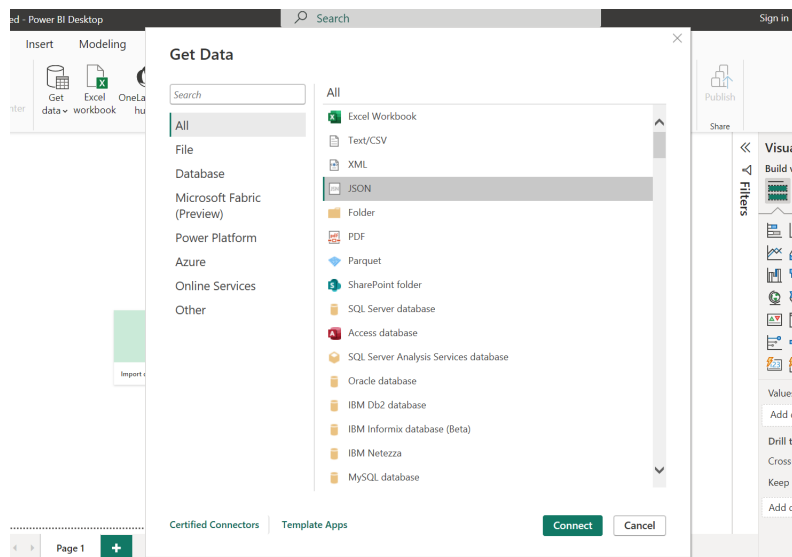 ed - Power BI Desktop
Search
Sign in
Insert Modeling
Get data
Excel workbook
OneLa
hu
nter
Publish
Share
Get Data
Search
All
File
Database
Microsoft Fabric
(Preview)
Power Platform
Azure
Online Services
Other
All
Excel Workbook
Text/CSV
XML
JSON
Folder
PDF
Parquet
SharePoint folder
SQL Server database
Access database
SQL Server Analysis Services database
Oracle database
IBM Db2 database
IBM Informix database (Beta)
IBM Netezza
MySQL database
Certified Connectors
Template Apps
Connect
Cancel
Import
Filters
Visua
Build v
123
Values
Add
Drill t
Cross
Keep
Add d
Page 1